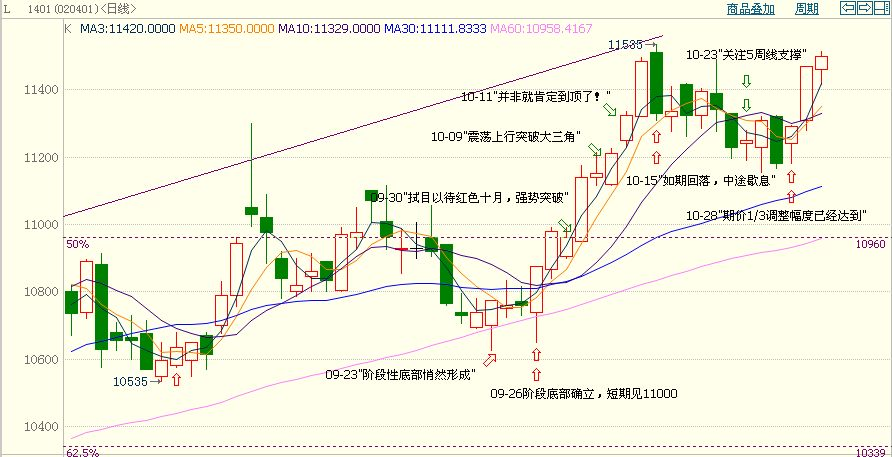 L 1401 (020401)<日线> 商品叠加 周期
K MA3:11420.0000 MA5:11350.0000 MA10:11329.0000 MA30:11111.8333 MA60:10958.4167
11535
10-23"关注5周线支撑"
11400
10-11"并非就肯定到顶了！"
10-09"震荡上行突破大三角"
11200
10-15"如期回落，中途歇息"
09-30"拭目以待红色十月，强势突破"
10-28"期价1/3调整幅度已经达到"
11000
50% 10960
10800
10600
10535
09-23"阶段性底部悄然形成"
09-26阶段底部确立，短期见11000
10400
62.5% 10339